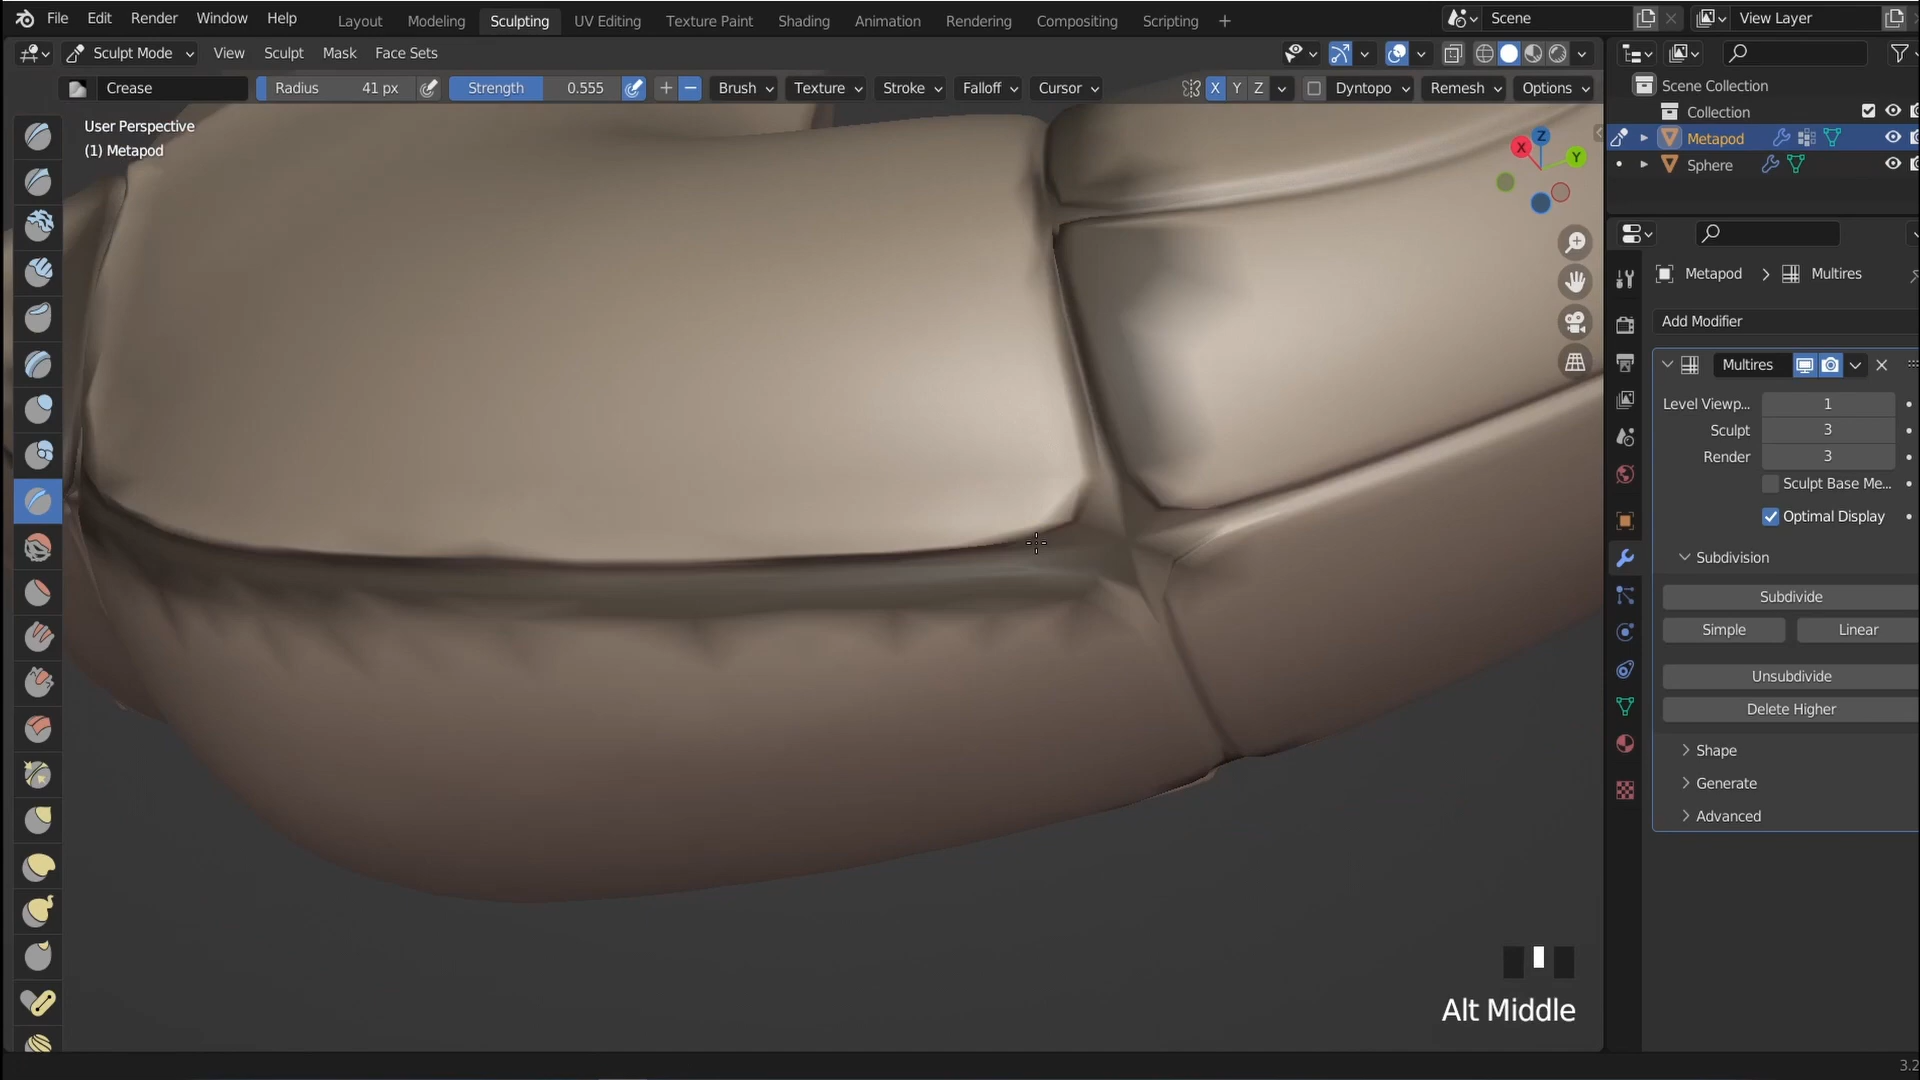 File Edit Render Window Help Layout Modeling Sculpting UV Editing Texture Paint Shading Animation Rendering Compositing Scripting + Scene View Layer
Sculpt Mode View Sculpt Mask Face Sets
Crease Radius 41 px Strength 0.555 + − Brush Texture Stroke Falloff Cursor X Y Z Dyntopo Remesh Options
User Perspective
(1) Metapod
X Y Z
Scene Collection
Collection
Metapod
Sphere
Metapod > Multires
Add Modifier
Multires
Level Viewp... 1
Sculpt 3
Render 3
Sculpt Base Me...
Optimal Display
Subdivision
Subdivide
Simple Linear
Unsubdivide
Delete Higher
Shape
Generate
Advanced
Alt Middle
3.2